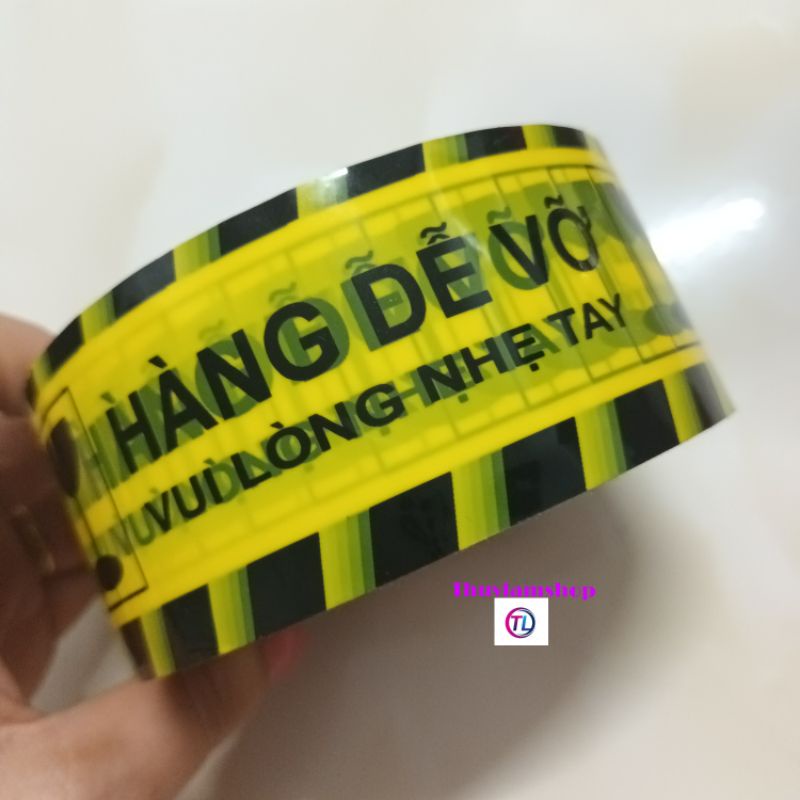 HÀNG DỄ VỠ
VUI LÒNG NHẸ TAY
Thuylamshop
TL